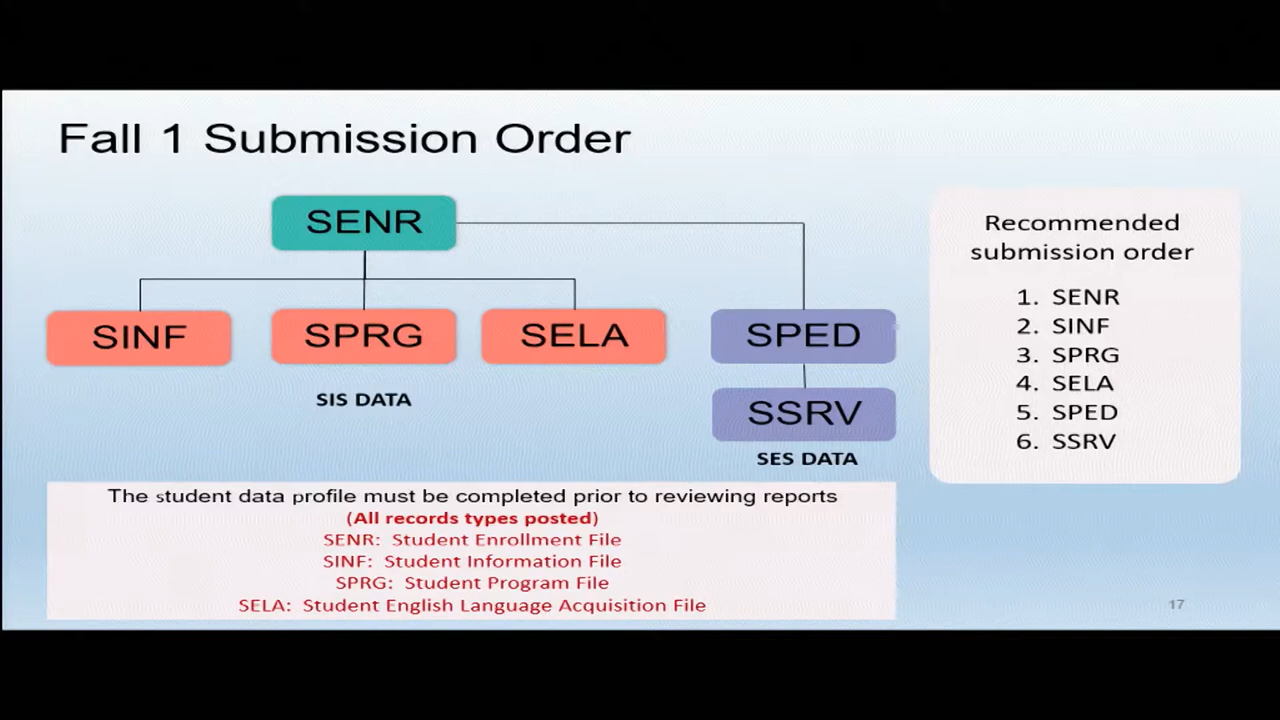 Fall 1 Submission Order
SENR
SINF
SPRG
SELA
SPED
SIS DATA
SSRV
SES DATA
Recommended
submission order
1. SENR
2. SINF
3. SPRG
4. SELA
5. SPED
6. SSRV
The student data profile must be completed prior to reviewing reports
(All records types posted)
SENR: Student Enrollment File
SINF: Student Information File
SPRG: Student Program File
SELA: Student English Language Acquisition File
17